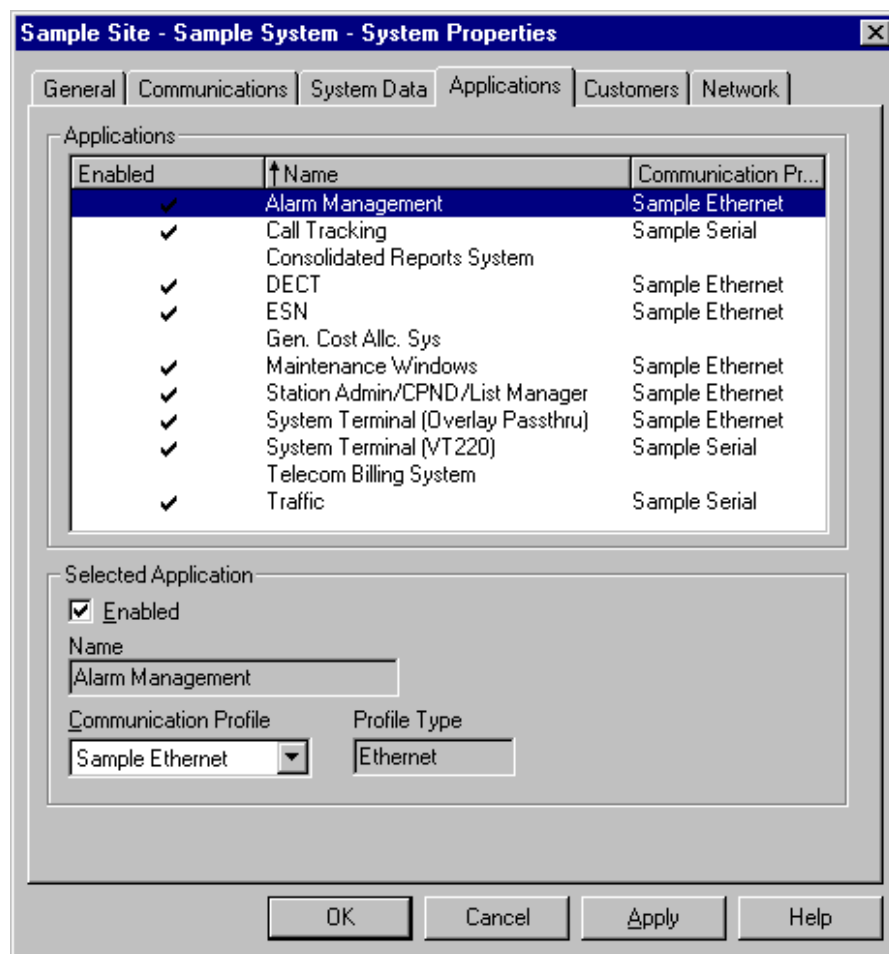 Sample Site - Sample System - System Properties
General Communications System Data Applications Customers Network
Applications
Enabled Name Communication Pr...
Alarm Management Sample Ethernet
Call Tracking Sample Serial
Consolidated Reports System
DECT Sample Ethernet
ESN Sample Ethernet
Gen. Cost Allc. Sys
Maintenance Windows Sample Ethernet
Station Admin/CPND/List Manager Sample Ethernet
System Terminal (Overlay Passthru) Sample Ethernet
System Terminal (VT220) Sample Serial
Telecom Billing System
Traffic Sample Serial
Selected Application
Enabled
Name
Alarm Management
Communication Profile Profile Type
Sample Ethernet Ethernet
OK Cancel Apply Help